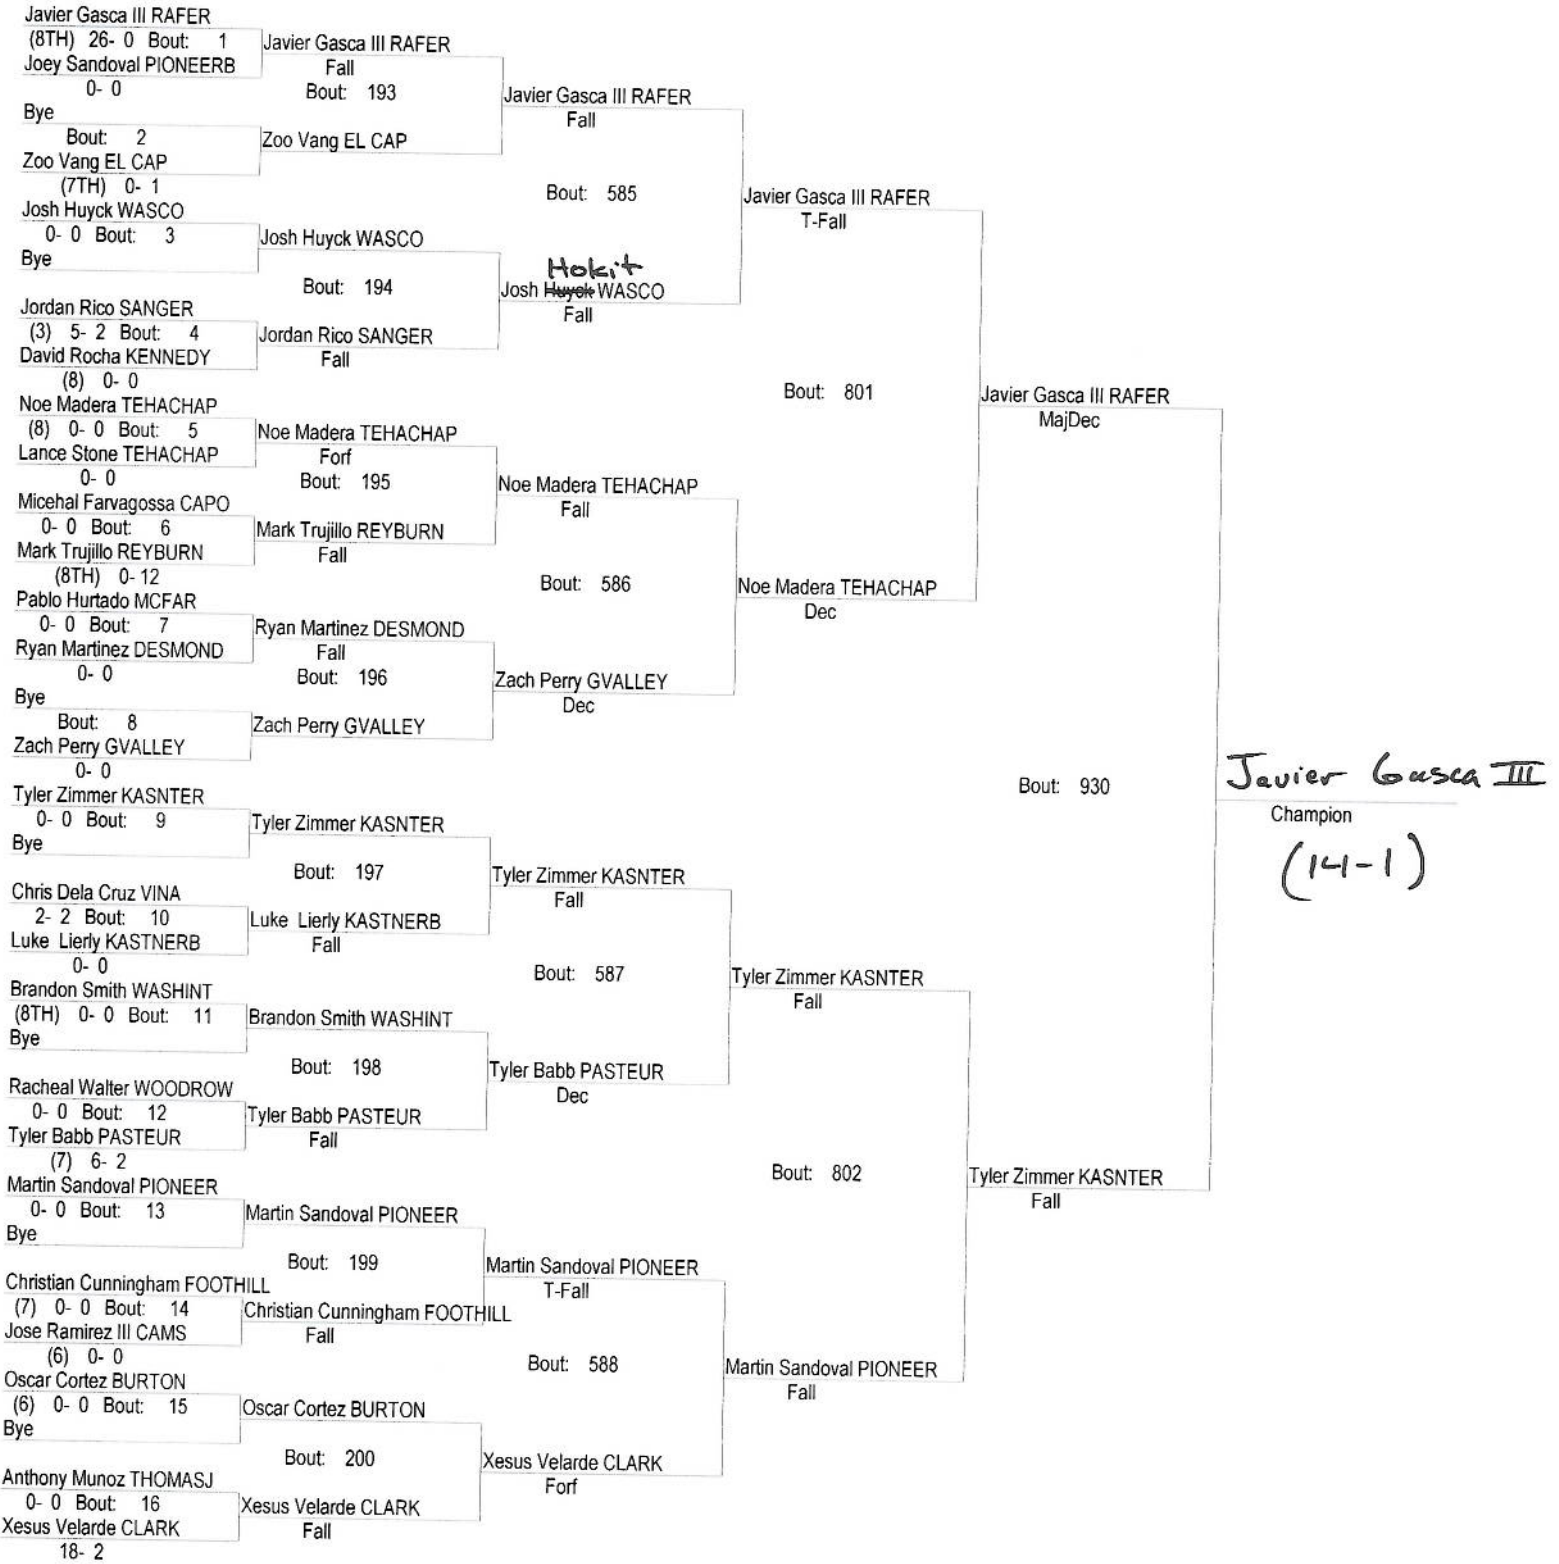 Javier Gasca III RAFER
(8TH) 26- 0 Bout: 1
Joey Sandoval PIONEERB
0- 0
Bye
Bout: 2
Zoo Vang EL CAP
(7TH) 0- 1
Josh Huyck WASCO
0- 0 Bout: 3
Bye
Jordan Rico SANGER
(3) 5- 2 Bout: 4
David Rocha KENNEDY
(8) 0- 0
Noe Madera TEHACHAP
(8) 0- 0 Bout: 5
Lance Stone TEHACHAP
0- 0
Micehal Farvagossa CAPO
0- 0 Bout: 6
Mark Trujillo REYBURN
(8TH) 0- 12
Pablo Hurtado MCFAR
0- 0 Bout: 7
Ryan Martinez DESMOND
0- 0
Bye
Bout: 8
Zach Perry GVALLEY
0- 0
Tyler Zimmer KASNTER
0- 0 Bout: 9
Bye
Chris Dela Cruz VINA
2- 2 Bout: 10
Luke Lierly KASTNERB
0- 0
Brandon Smith WASHINT
(8TH) 0- 0 Bout: 11
Bye
Racheal Walter WOODROW
0- 0 Bout: 12
Tyler Babb PASTEUR
(7) 6- 2
Martin Sandoval PIONEER
0- 0 Bout: 13
Bye
Christian Cunningham FOOTHILL
(7) 0- 0 Bout: 14
Jose Ramirez III CAMS
(6) 0- 0
Oscar Cortez BURTON
(6) 0- 0 Bout: 15
Bye
Anthony Munoz THOMASJ
0- 0 Bout: 16
Xesus Velarde CLARK
18- 2
Javier Gasca III RAFER
Fall
Bout: 193
Zoo Vang EL CAP
Josh Huyck WASCO
Bout: 194
Jordan Rico SANGER
Fall
Noe Madera TEHACHAP
Forf
Bout: 195
Mark Trujillo REYBURN
Fall
Ryan Martinez DESMOND
Fall
Bout: 196
Zach Perry GVALLEY
Tyler Zimmer KASNTER
Bout: 197
Luke Lierly KASTNERB
Fall
Brandon Smith WASHINT
Bout: 198
Tyler Babb PASTEUR
Fall
Martin Sandoval PIONEER
Bout: 199
Christian Cunningham FOOTHILL
Fall
Oscar Cortez BURTON
Bout: 200
Xesus Velarde CLARK
Fall
Javier Gasca III RAFER
Fall
Bout: 585
Hokit
Josh Huyck WASCO
Fall
Noe Madera TEHACHAP
Fall
Bout: 586
Zach Perry GVALLEY
Dec
Tyler Zimmer KASNTER
Fall
Bout: 587
Tyler Babb PASTEUR
Dec
Martin Sandoval PIONEER
T-Fall
Bout: 588
Xesus Velarde CLARK
Forf
Javier Gasca III RAFER
T-Fall
Bout: 801
Noe Madera TEHACHAP
Dec
Tyler Zimmer KASNTER
Fall
Bout: 802
Martin Sandoval PIONEER
Fall
Javier Gasca III RAFER
MajDec
Bout: 930
Tyler Zimmer KASNTER
Fall
Javier Gasca III
Champion
(14-1)